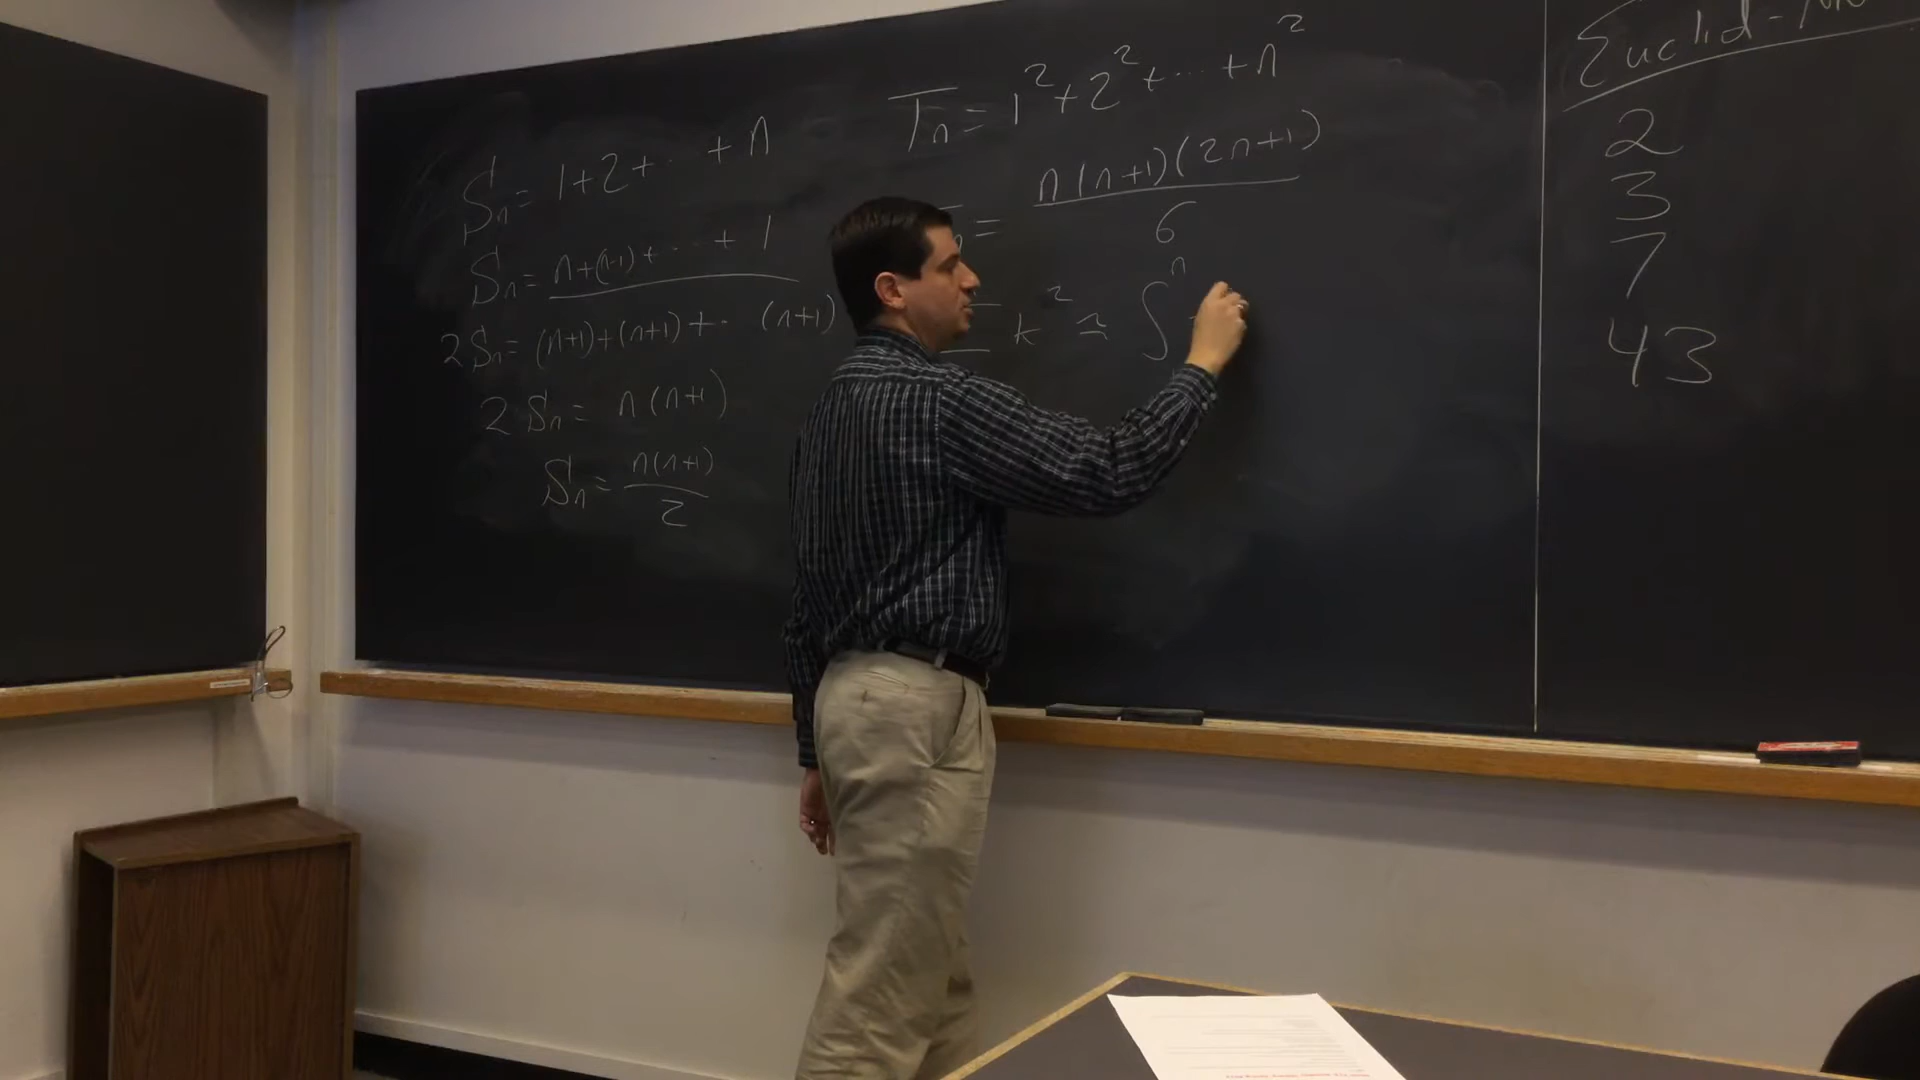 Sₙ = 1+2+ ⋯ + n
Sₙ = n+(n-1)+ ⋯ + 1
2Sₙ = (n+1)+(n+1)+ ⋯ (n+1)
2Sₙ = n(n+1)
Sₙ = n(n+1)/2
Tₙ = 1²+2²+ ⋯ +n²
= n(n+1)(2n+1)/6
k² ≈ ∫ⁿ
Euclid -
2
3
7
43